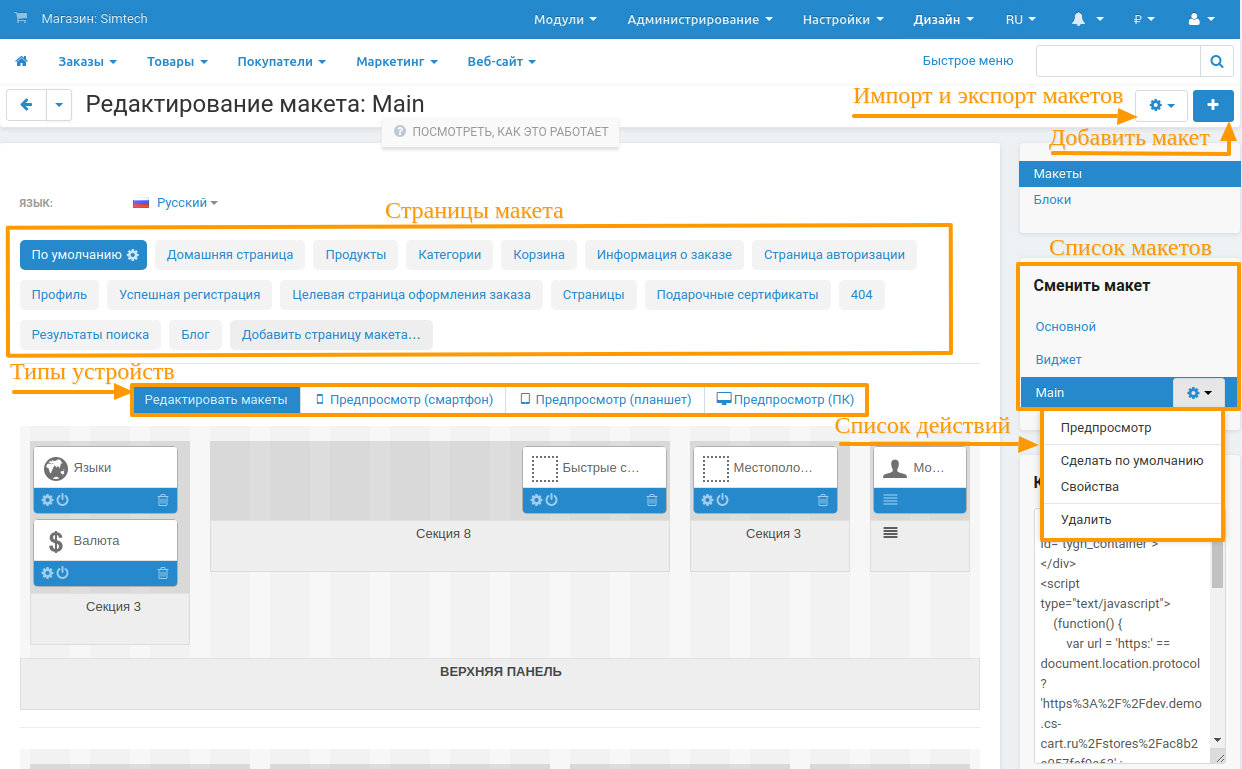 Магазин: Simtech
Модули Администрирование Настройки Дизайн RU ₽
Заказы Товары Покупатели Маркетинг Веб-сайт Быстрое меню
Редактирование макета: Main
Импорт и экспорт макетов
ПОСМОТРЕТЬ, КАК ЭТО РАБОТАЕТ
Добавить макет
Макеты
Блоки
ЯЗЫК: Русский
Страницы макета
По умолчанию Домашняя страница Продукты Категории Корзина Информация о заказе Страница авторизации
Профиль Успешная регистрация Целевая страница оформления заказа Страницы Подарочные сертификаты 404
Результаты поиска Блог Добавить страницу макета...
Список макетов
Сменить макет
Основной
Виджет
Main
Типы устройств
Редактировать макеты Предпросмотр (смартфон) Предпросмотр (планшет) Предпросмотр (ПК)
Список действий
Предпросмотр
Сделать по умолчанию
Свойства
Удалить
Языки
Быстрые с...
Местополо...
Мо...
Валюта
Секция 8
Секция 3
Секция 3
ВЕРХНЯЯ ПАНЕЛЬ
id="tygh_container">
</div>
<script
type="text/javascript">
(function() {
var url = 'https:' ==
document.location.protocol
?
'https%3A%2F%2Fdev.demo
.cs-
cart.ru%2Fstores%2Fac8b2